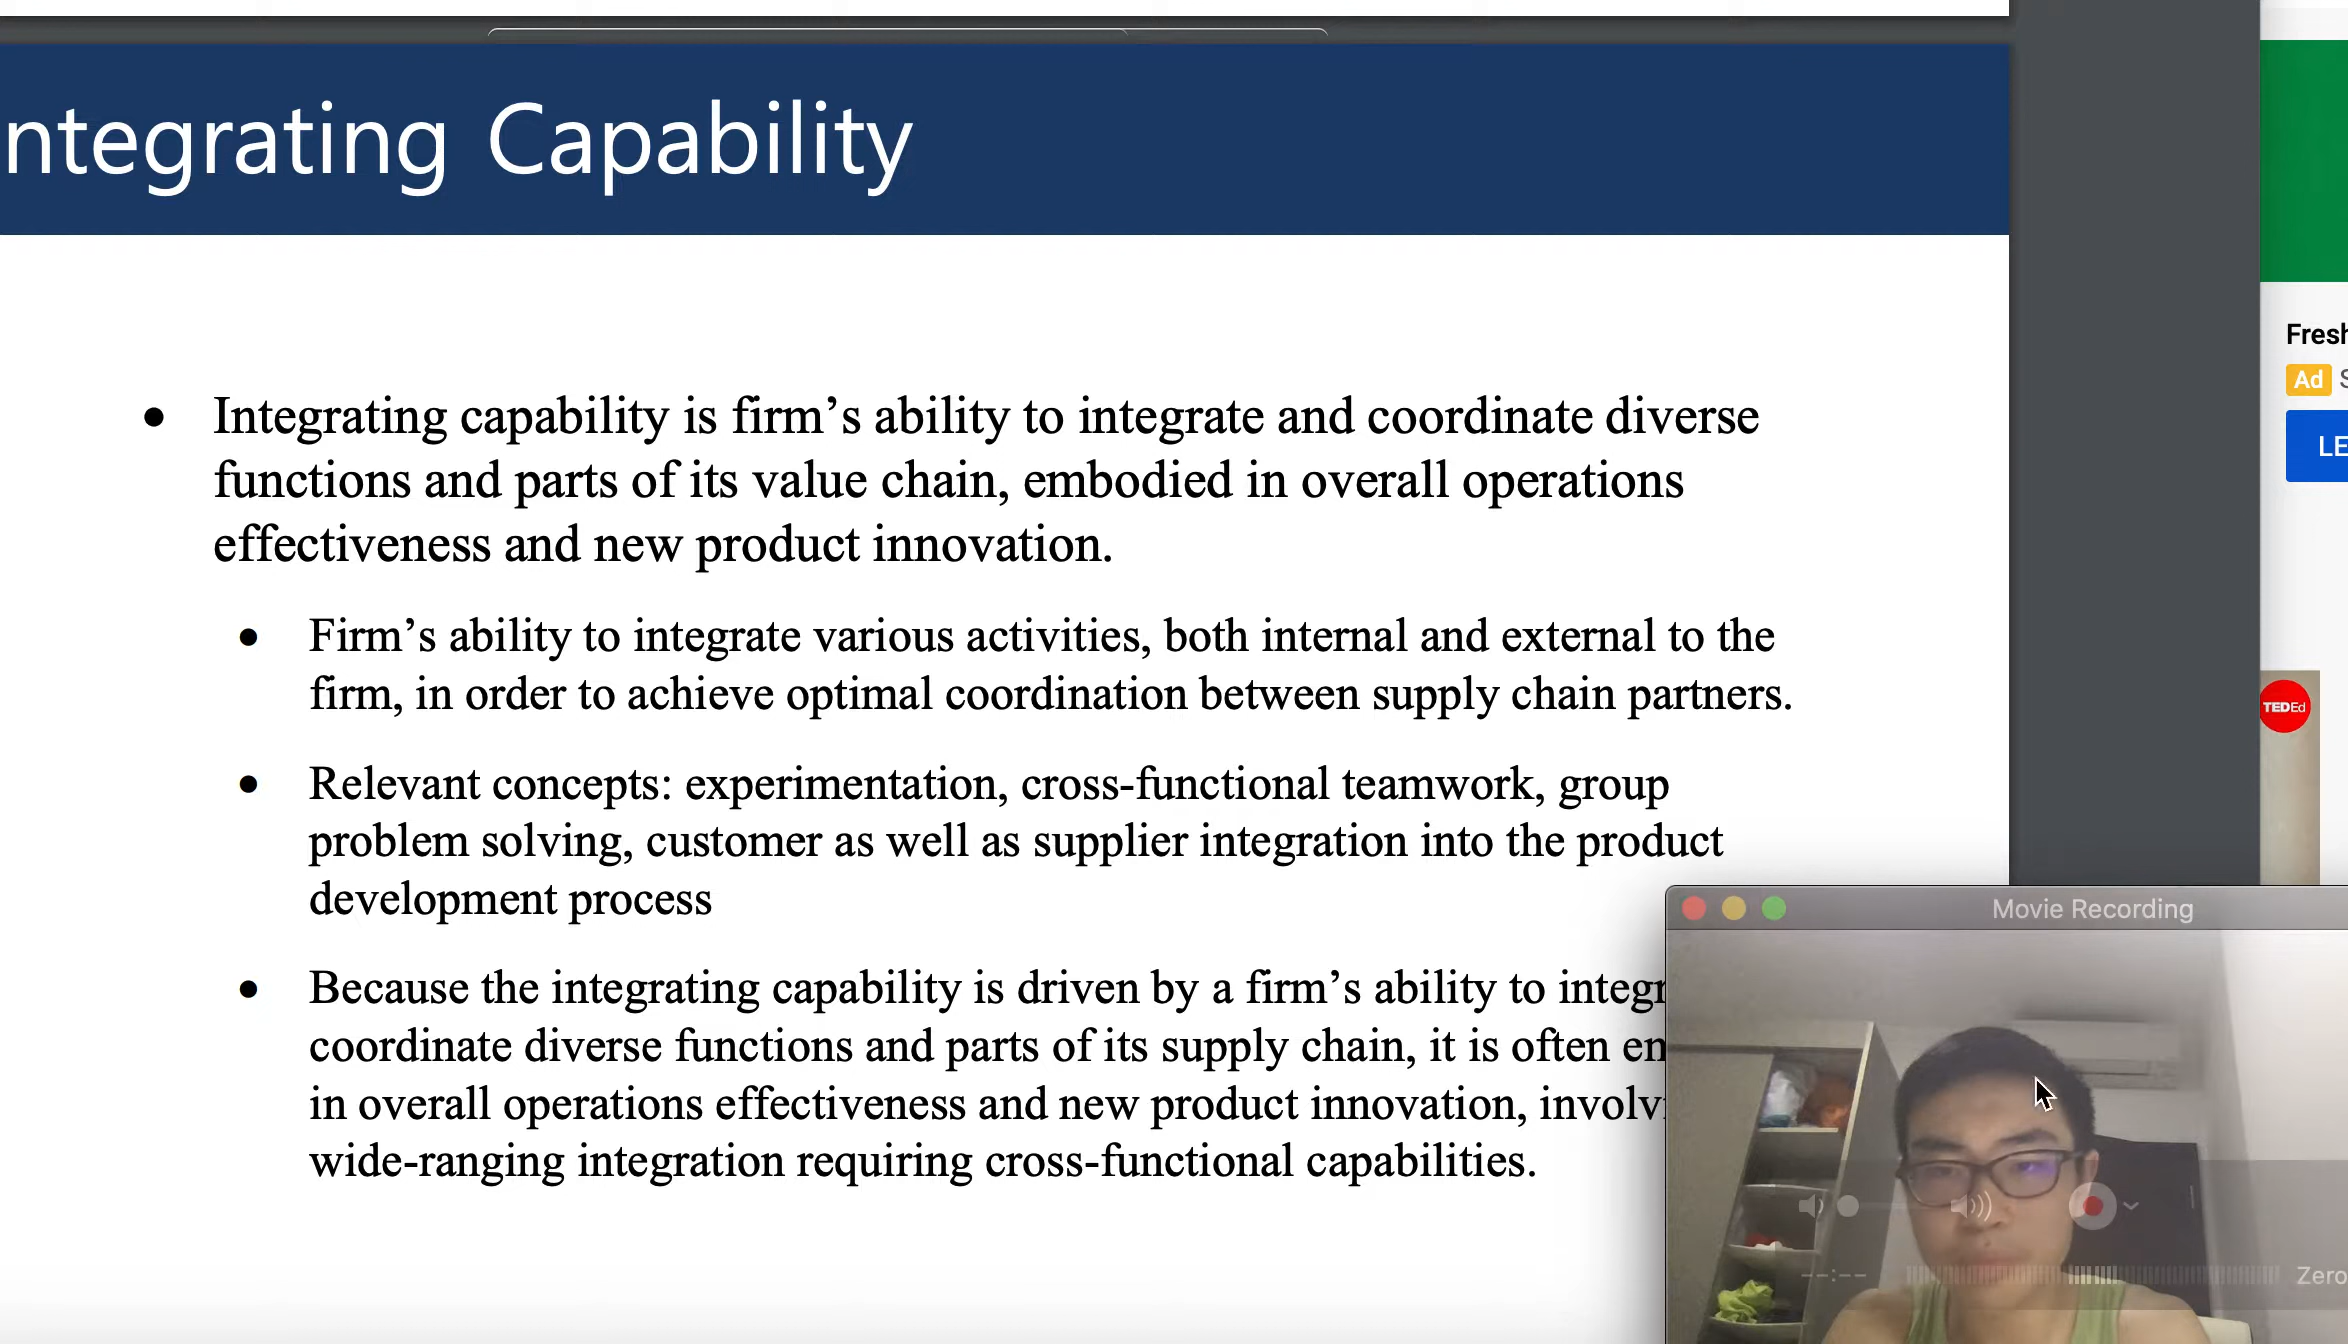 ntegrating Capability
• Integrating capability is firm’s ability to integrate and coordinate diverse
functions and parts of its value chain, embodied in overall operations
effectiveness and new product innovation.
• Firm’s ability to integrate various activities, both internal and external to the
firm, in order to achieve optimal coordination between supply chain partners.
• Relevant concepts: experimentation, cross-functional teamwork, group
problem solving, customer as well as supplier integration into the product
development process
• Because the integrating capability is driven by a firm’s ability to integr
coordinate diverse functions and parts of its supply chain, it is often em
in overall operations effectiveness and new product innovation, involv
wide-ranging integration requiring cross-functional capabilities.
Fresh
Ad S
LE
TEDEd
Movie Recording
--:--
Zero